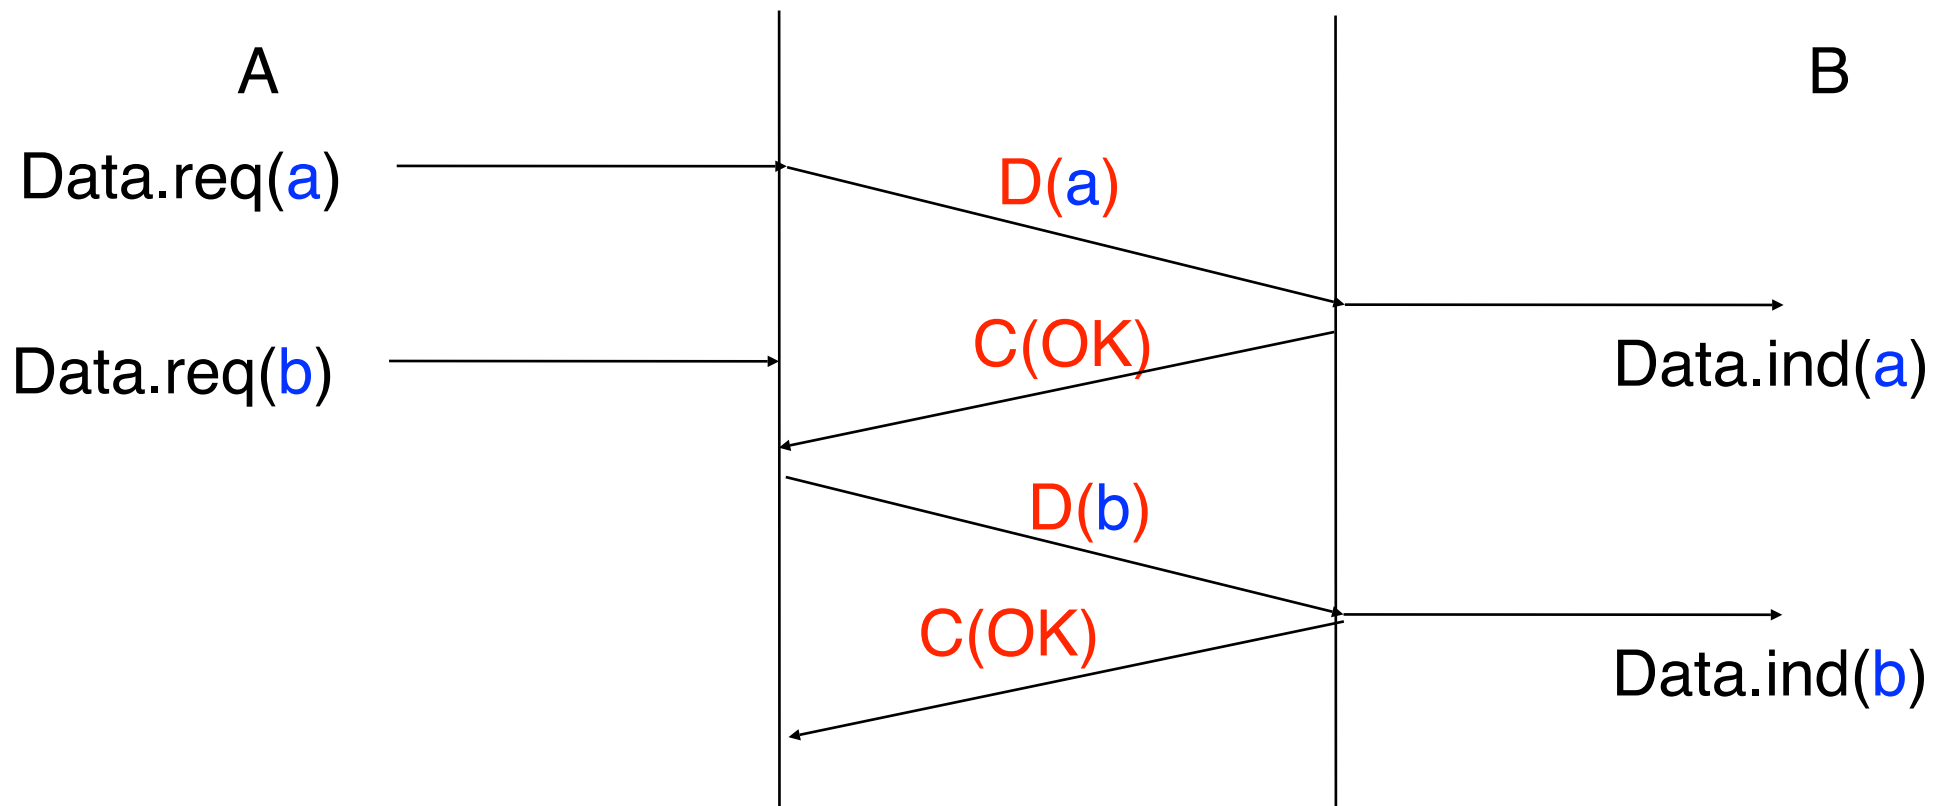 A
B
Data.req(a)
D(a)
C(OK)
Data.req(b)
Data.ind(a)
D(b)
C(OK)
Data.ind(b)